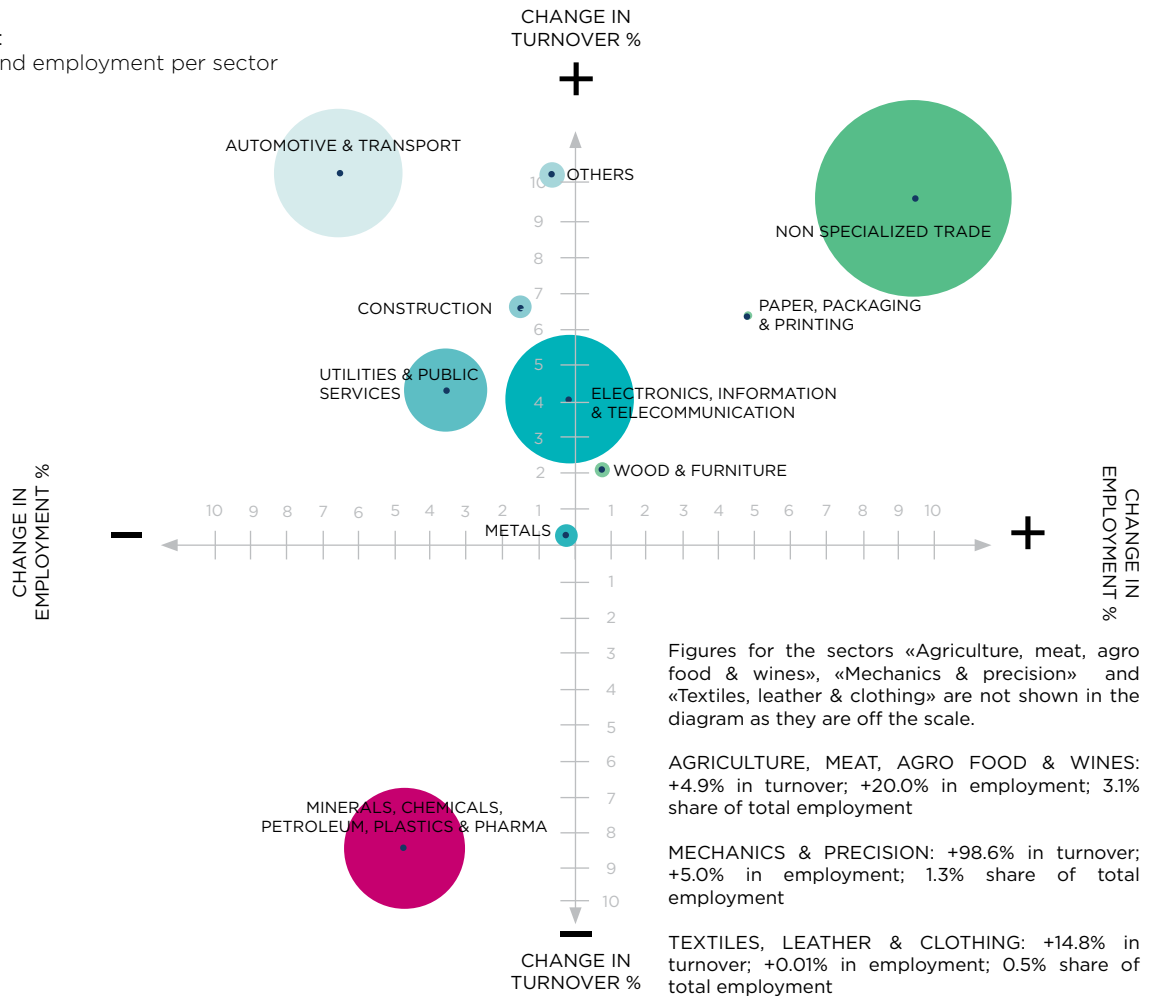 CHANGE IN
TURNOVER %
+
:
nd employment per sector
AUTOMOTIVE & TRANSPORT
OTHERS
10
9
NON SPECIALIZED TRADE
8
7
CONSTRUCTION
PAPER, PACKAGING
& PRINTING
6
5
UTILITIES & PUBLIC
SERVICES
ELECTRONICS, INFORMATION
& TELECOMMUNICATION
4
3
2
WOOD & FURNITURE
CHANGE IN
EMPLOYMENT %
−
10 9 8 7 6 5 4 3 2 1 1 2 3 4 5 6 7 8 9 10
METALS
+
CHANGE IN
EMPLOYMENT %
1
2
3
4
5
6
7
8
9
10
MINERALS, CHEMICALS,
PETROLEUM, PLASTICS & PHARMA
−
CHANGE IN
TURNOVER %
Figures for the sectors «Agriculture, meat, agro
food & wines», «Mechanics & precision» and
«Textiles, leather & clothing» are not shown in the
diagram as they are off the scale.
AGRICULTURE, MEAT, AGRO FOOD & WINES:
+4.9% in turnover; +20.0% in employment; 3.1%
share of total employment
MECHANICS & PRECISION: +98.6% in turnover;
+5.0% in employment; 1.3% share of total
employment
TEXTILES, LEATHER & CLOTHING: +14.8% in
turnover; +0.01% in employment; 0.5% share of
total employment